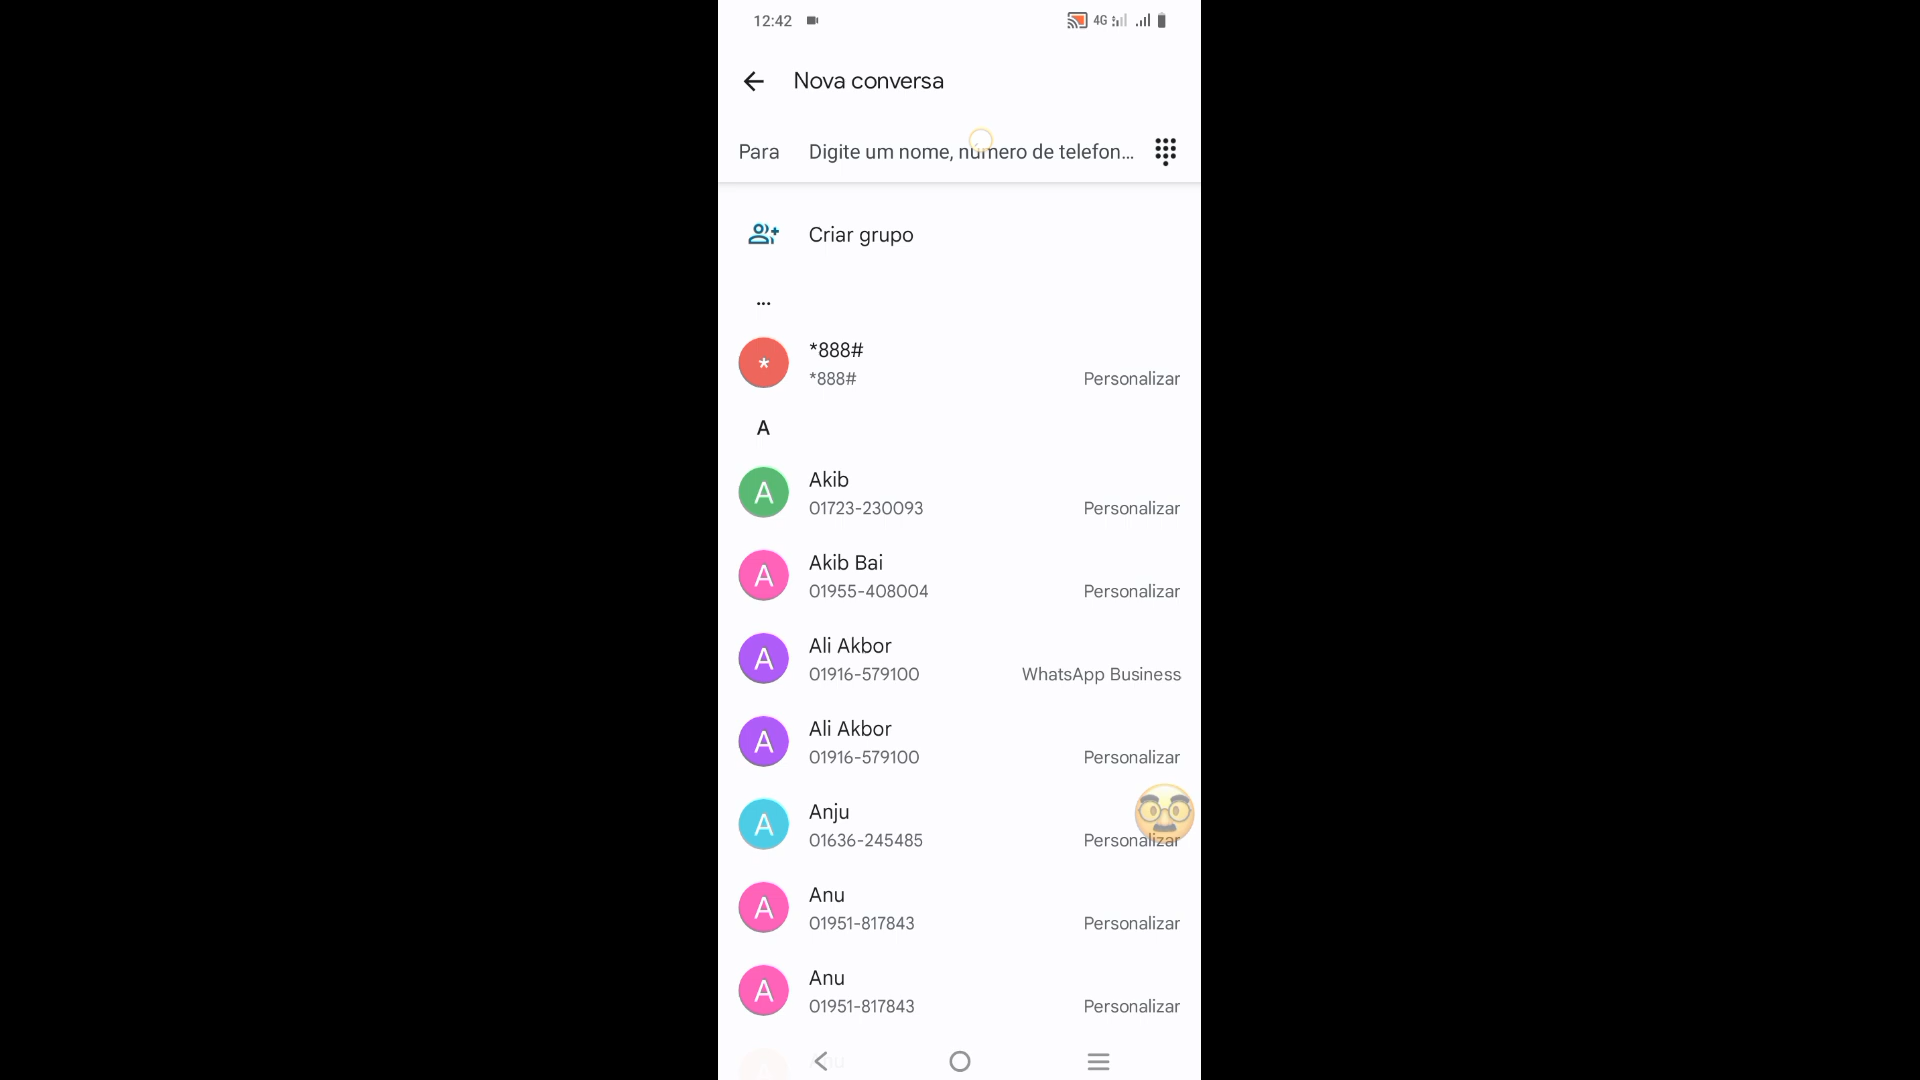 12:42
4G
Nova conversa
Para Digite um nome, número de telefon...
Criar grupo
...
* *888#
*888# Personalizar
A
A Akib
01723-230093 Personalizar
A Akib Bai
01955-408004 Personalizar
A Ali Akbor
01916-579100 WhatsApp Business
A Ali Akbor
01916-579100 Personalizar
A Anju
01636-245485 Personalizar
A Anu
01951-817843 Personalizar
A Anu
01951-817843 Personalizar